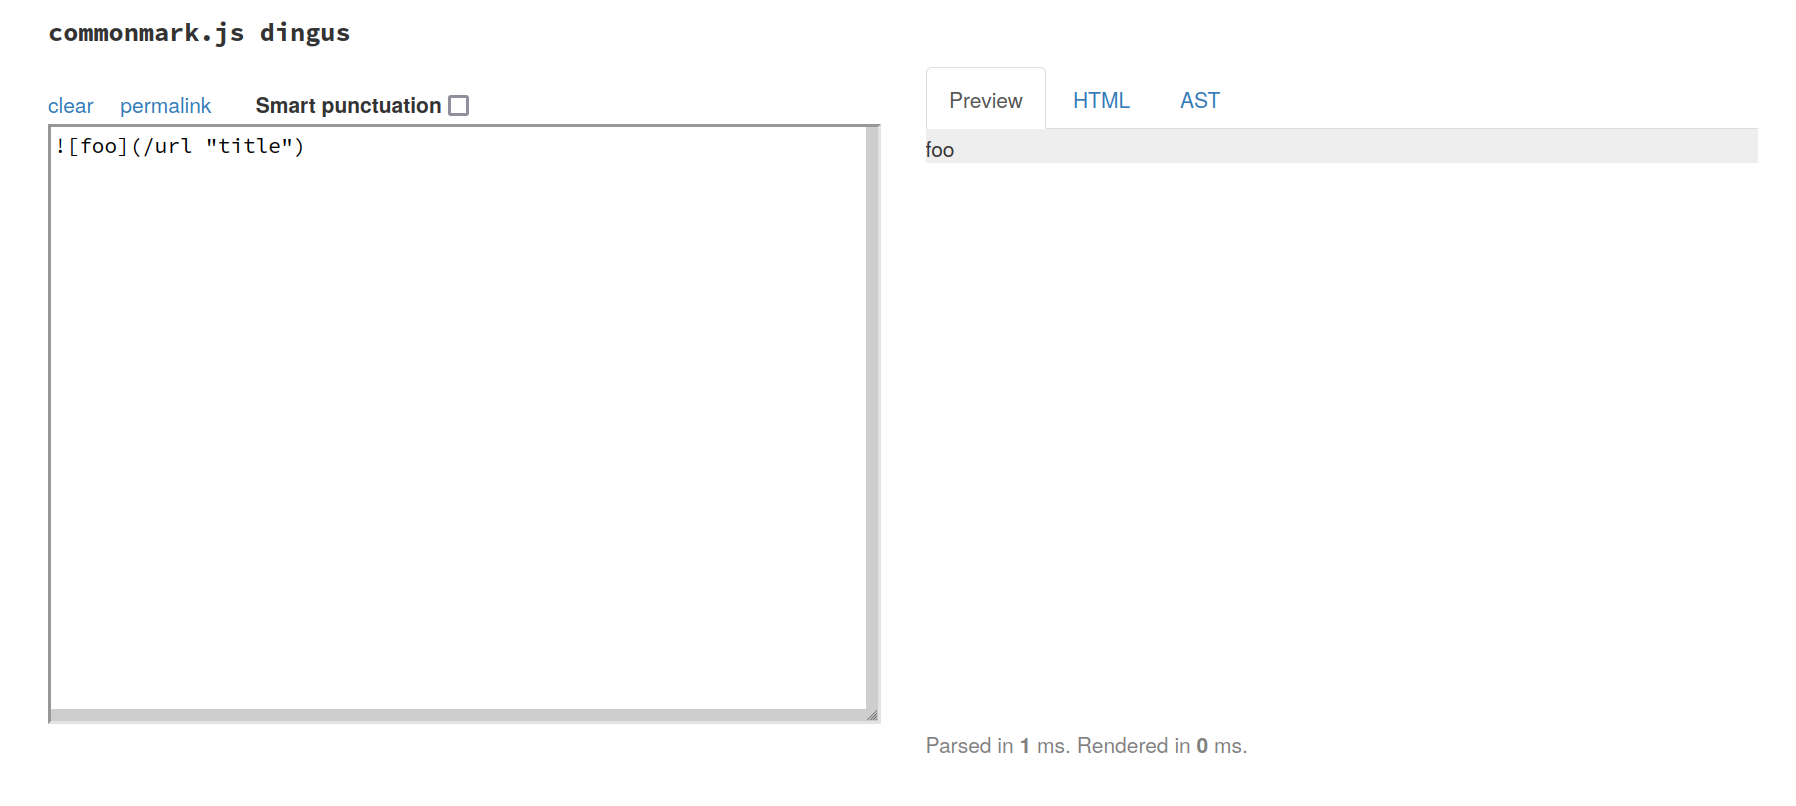 commonmark.js dingus
clear permalink Smart punctuation
![foo](/url "title")
Preview HTML AST
foo
Parsed in 1 ms. Rendered in 0 ms.